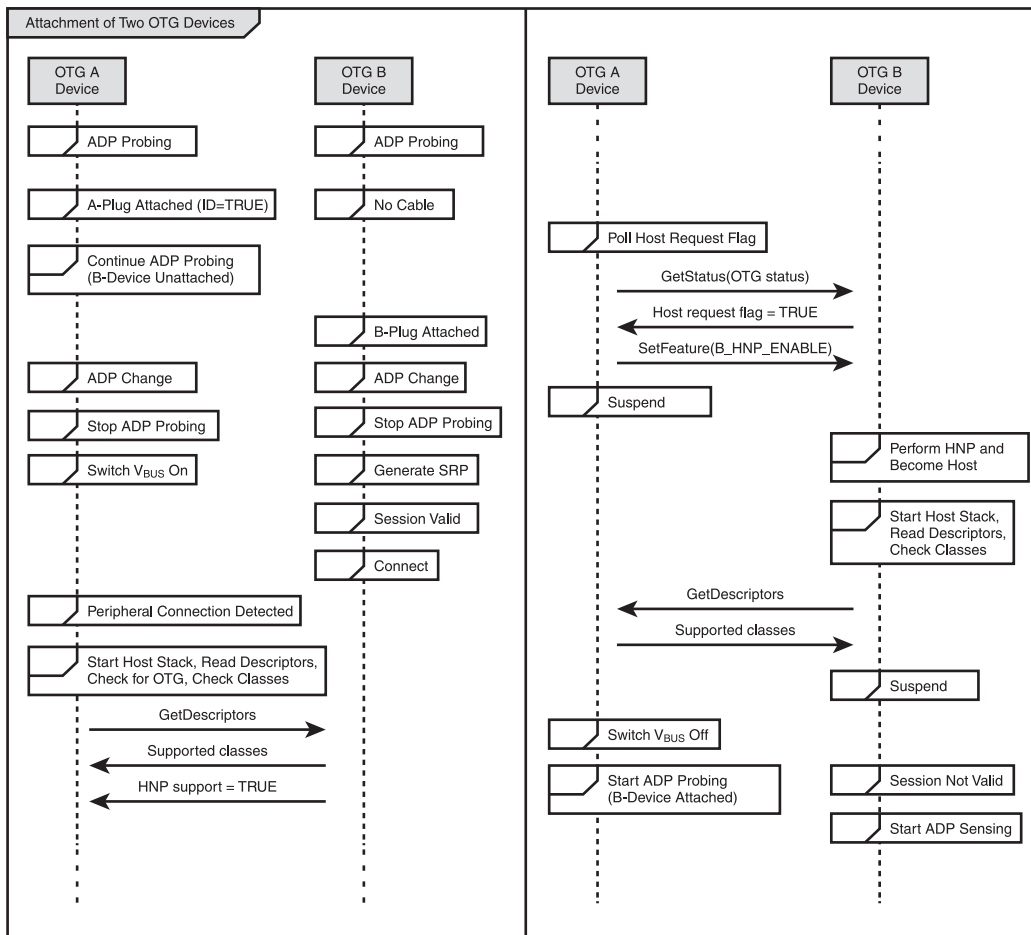 Attachment of Two OTG Devices
OTG A
Device
OTG B
Device
ADP Probing
ADP Probing
A-Plug Attached (ID=TRUE)
No Cable
Continue ADP Probing
(B-Device Unattached)
B-Plug Attached
ADP Change
ADP Change
Stop ADP Probing
Stop ADP Probing
Switch VBUS On
Generate SRP
Session Valid
Connect
Peripheral Connection Detected
Start Host Stack, Read Descriptors,
Check for OTG, Check Classes
GetDescriptors
Supported classes
HNP support = TRUE
OTG A
Device
OTG B
Device
Poll Host Request Flag
GetStatus(OTG status)
Host request flag = TRUE
SetFeature(B_HNP_ENABLE)
Suspend
Perform HNP and
Become Host
Start Host Stack,
Read Descriptors,
Check Classes
GetDescriptors
Supported classes
Suspend
Switch VBUS Off
Start ADP Probing
(B-Device Attached)
Session Not Valid
Start ADP Sensing